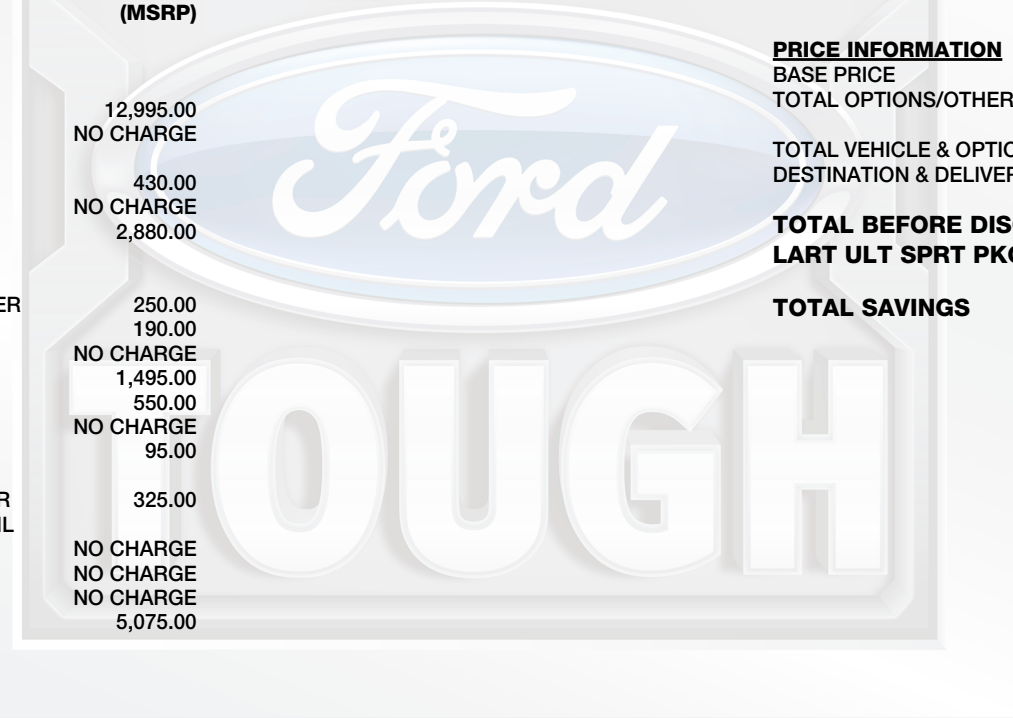 (MSRP)
12,995.00
NO CHARGE
430.00
NO CHARGE
2,880.00
ER 250.00
190.00
NO CHARGE
1,495.00
550.00
NO CHARGE
95.00
R 325.00
IL
NO CHARGE
NO CHARGE
NO CHARGE
5,075.00
PRICE INFORMATION
BASE PRICE
TOTAL OPTIONS/OTHER
TOTAL VEHICLE & OPTIO
DESTINATION & DELIVER
TOTAL BEFORE DIS
LART ULT SPRT PK
TOTAL SAVINGS
Ford
TOUGH